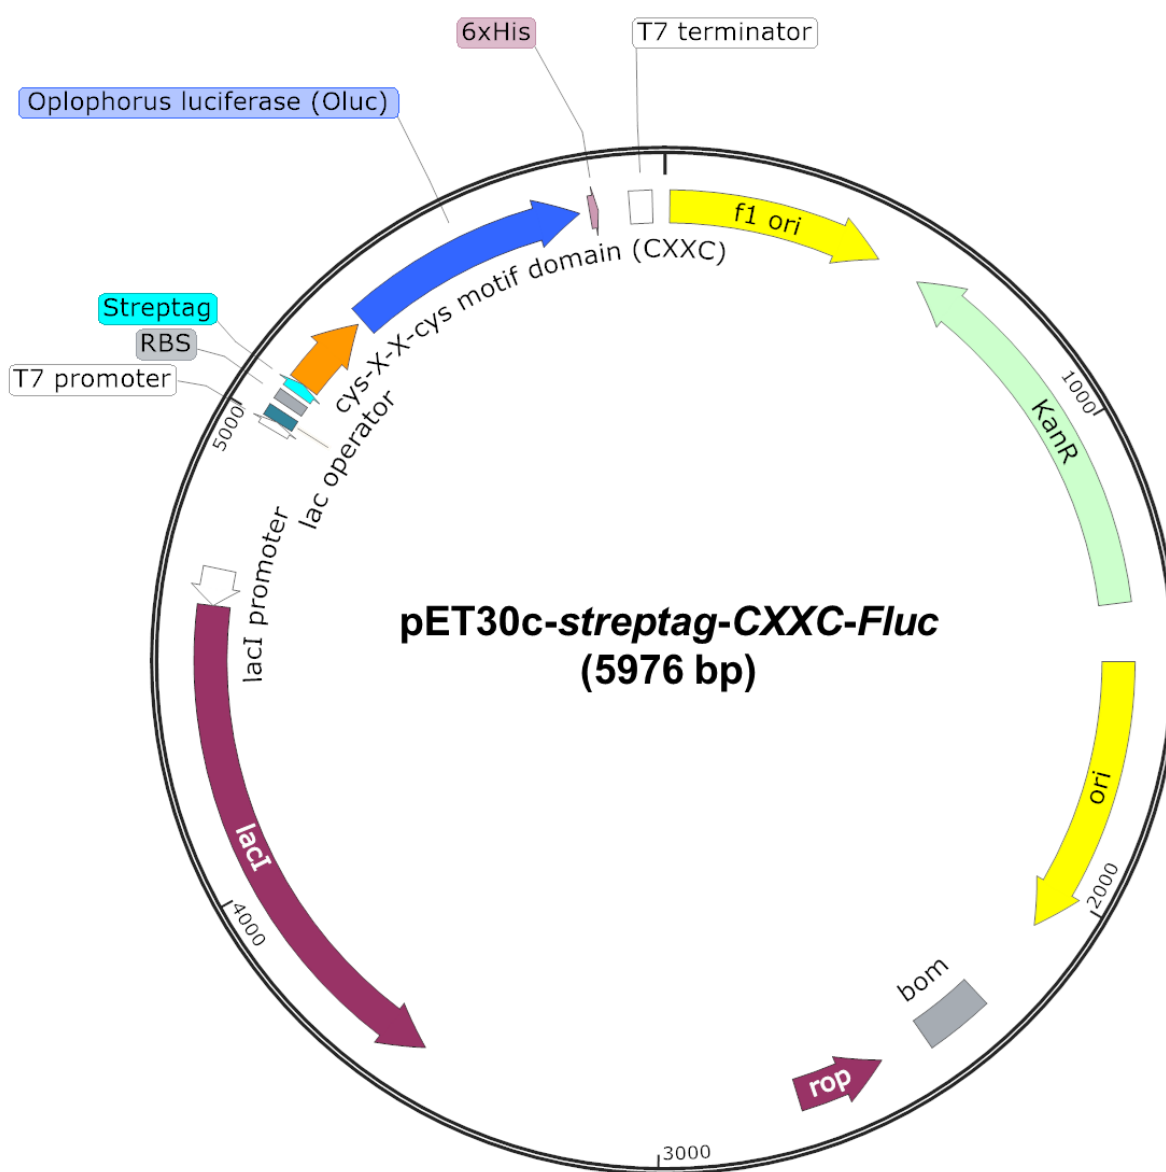 6xHis
T7 terminator
Oplophorus luciferase (Oluc)
f1 ori
cys-X-X-cys motif domain (CXXC)
Streptag
RBS
T7 promoter
5000
lac operator
1000
KanR
lacI promoter
pET30c-streptag-CXXC-Fluc
(5976 bp)
ori
lacI
2000
4000
bom
rop
3000